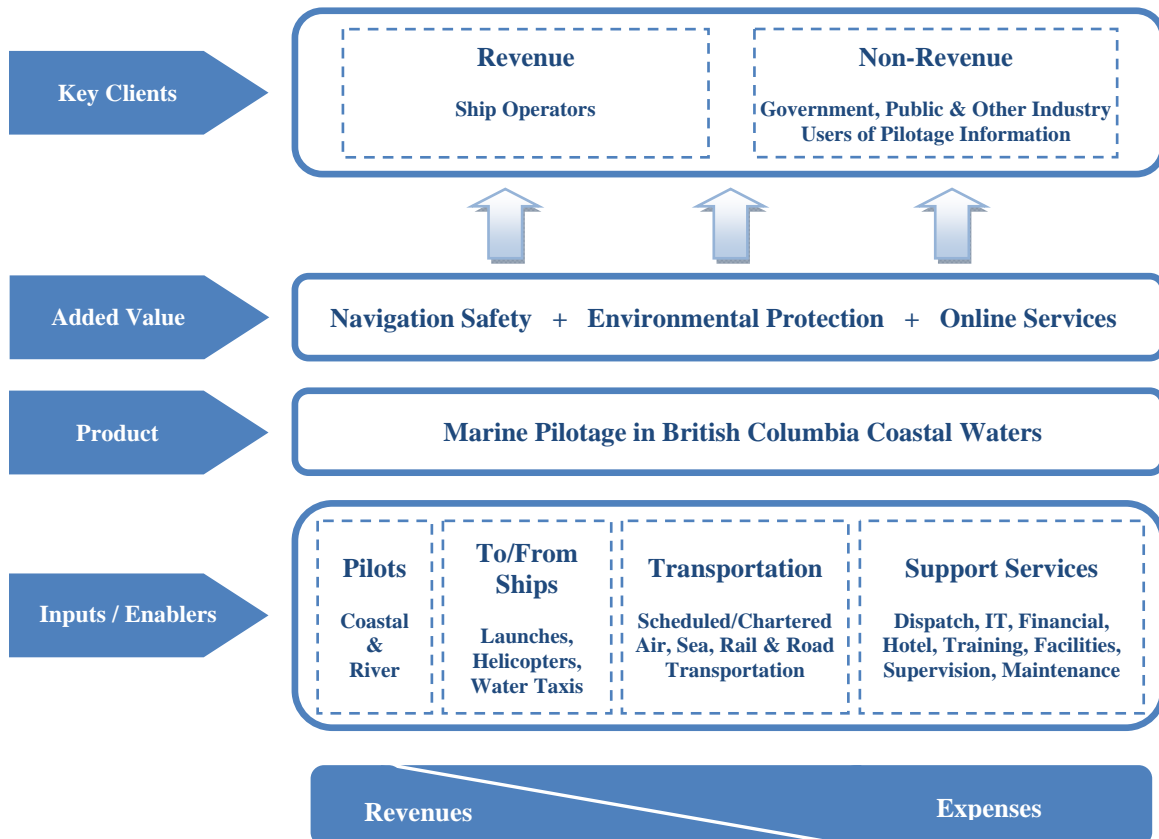 Key Clients
Revenue
Ship Operators
Non-Revenue
Government, Public & Other Industry
Users of Pilotage Information
Added Value
Navigation Safety + Environmental Protection + Online Services
Product
Marine Pilotage in British Columbia Coastal Waters
Inputs / Enablers
Pilots
Coastal
&
River
To/From
Ships
Launches,
Helicopters,
Water Taxis
Transportation
Scheduled/Chartered
Air, Sea, Rail & Road
Transportation
Support Services
Dispatch, IT, Financial,
Hotel, Training, Facilities,
Supervision, Maintenance
Revenues
Expenses